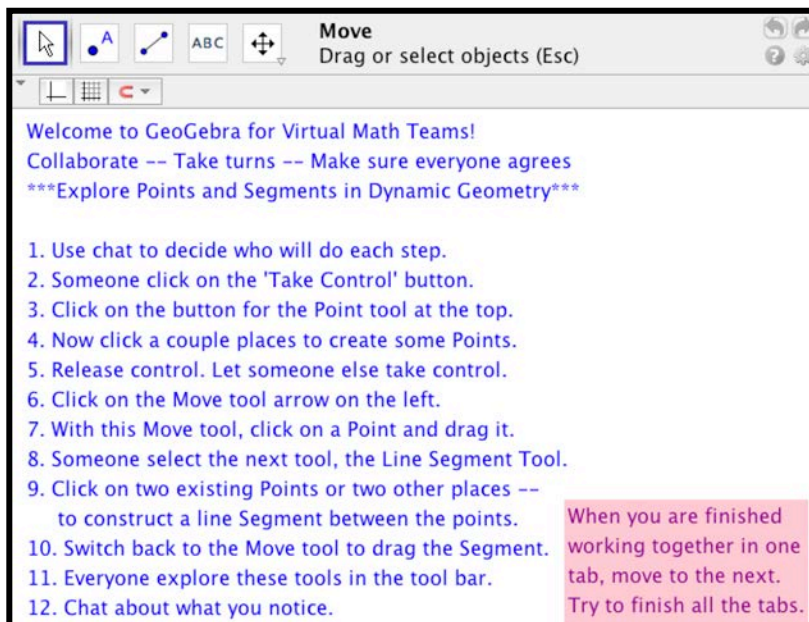 A
ABC
Move
Drag or select objects (Esc)
Welcome to GeoGebra for Virtual Math Teams!
Collaborate -- Take turns -- Make sure everyone agrees
***Explore Points and Segments in Dynamic Geometry***
1. Use chat to decide who will do each step.
2. Someone click on the 'Take Control' button.
3. Click on the button for the Point tool at the top.
4. Now click a couple places to create some Points.
5. Release control. Let someone else take control.
6. Click on the Move tool arrow on the left.
7. With this Move tool, click on a Point and drag it.
8. Someone select the next tool, the Line Segment Tool.
9. Click on two existing Points or two other places --
to construct a line Segment between the points.
10. Switch back to the Move tool to drag the Segment.
11. Everyone explore these tools in the tool bar.
12. Chat about what you notice.
When you are finished
working together in one
tab, move to the next.
Try to finish all the tabs.